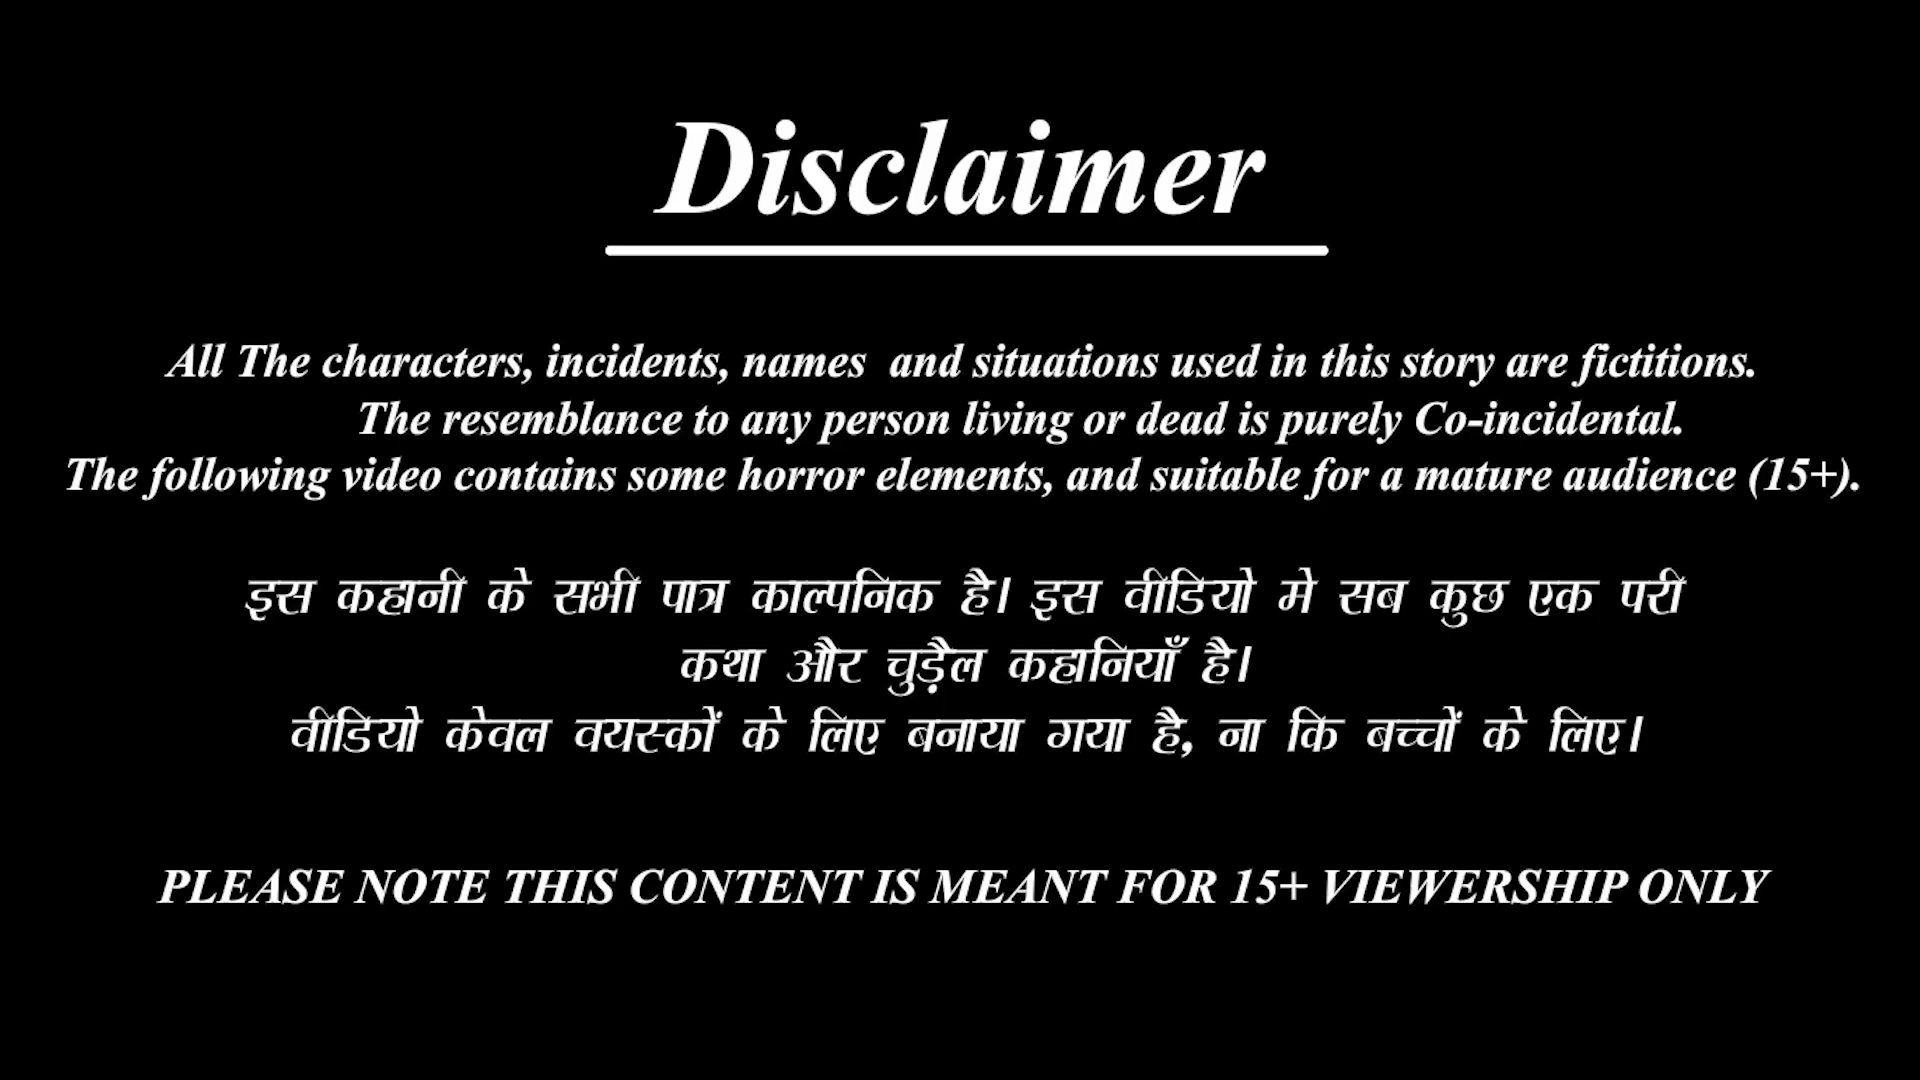 Disclaimer
All The characters, incidents, names and situations used in this story are fictitions.
The resemblance to any person living or dead is purely Co-incidental.
The following video contains some horror elements, and suitable for a mature audience (15+).
इस कहानी के सभी पात्र काल्पनिक है। इस वीडियो मे सब कुछ एक परी
कथा और चुड़ैल कहानियाँ है।
वीडियो केवल वयस्कों के लिए बनाया गया है, ना कि बच्चों के लिए।
PLEASE NOTE THIS CONTENT IS MEANT FOR 15+ VIEWERSHIP ONLY